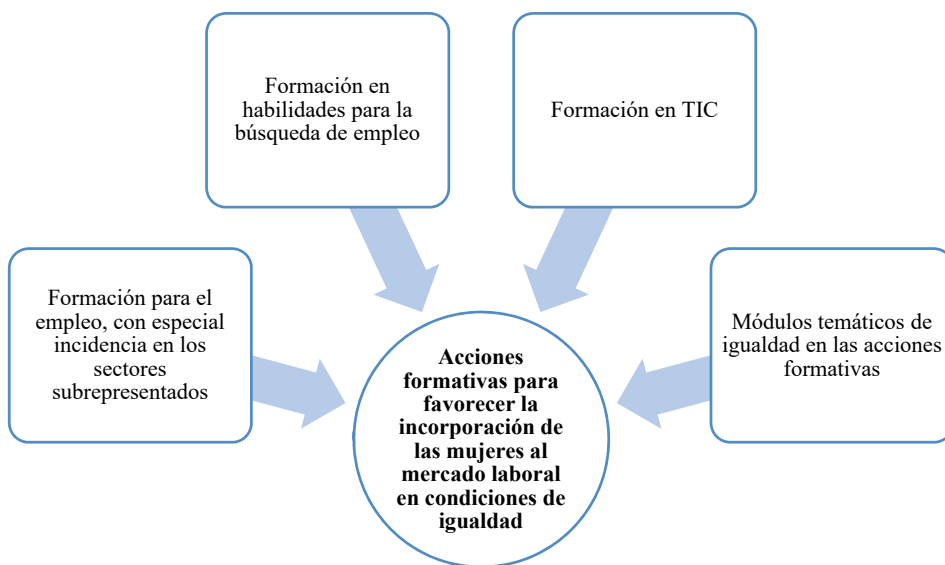 Formación en
habilidades para la
búsqueda de empleo
Formación en TIC
Formación para el
empleo, con especial
incidencia en los
sectores
subrepresentados
Módulos temáticos de
igualdad en las acciones
formativas
Acciones
formativas para
favorecer la
incorporación de
las mujeres al
mercado laboral
en condiciones de
igualdad